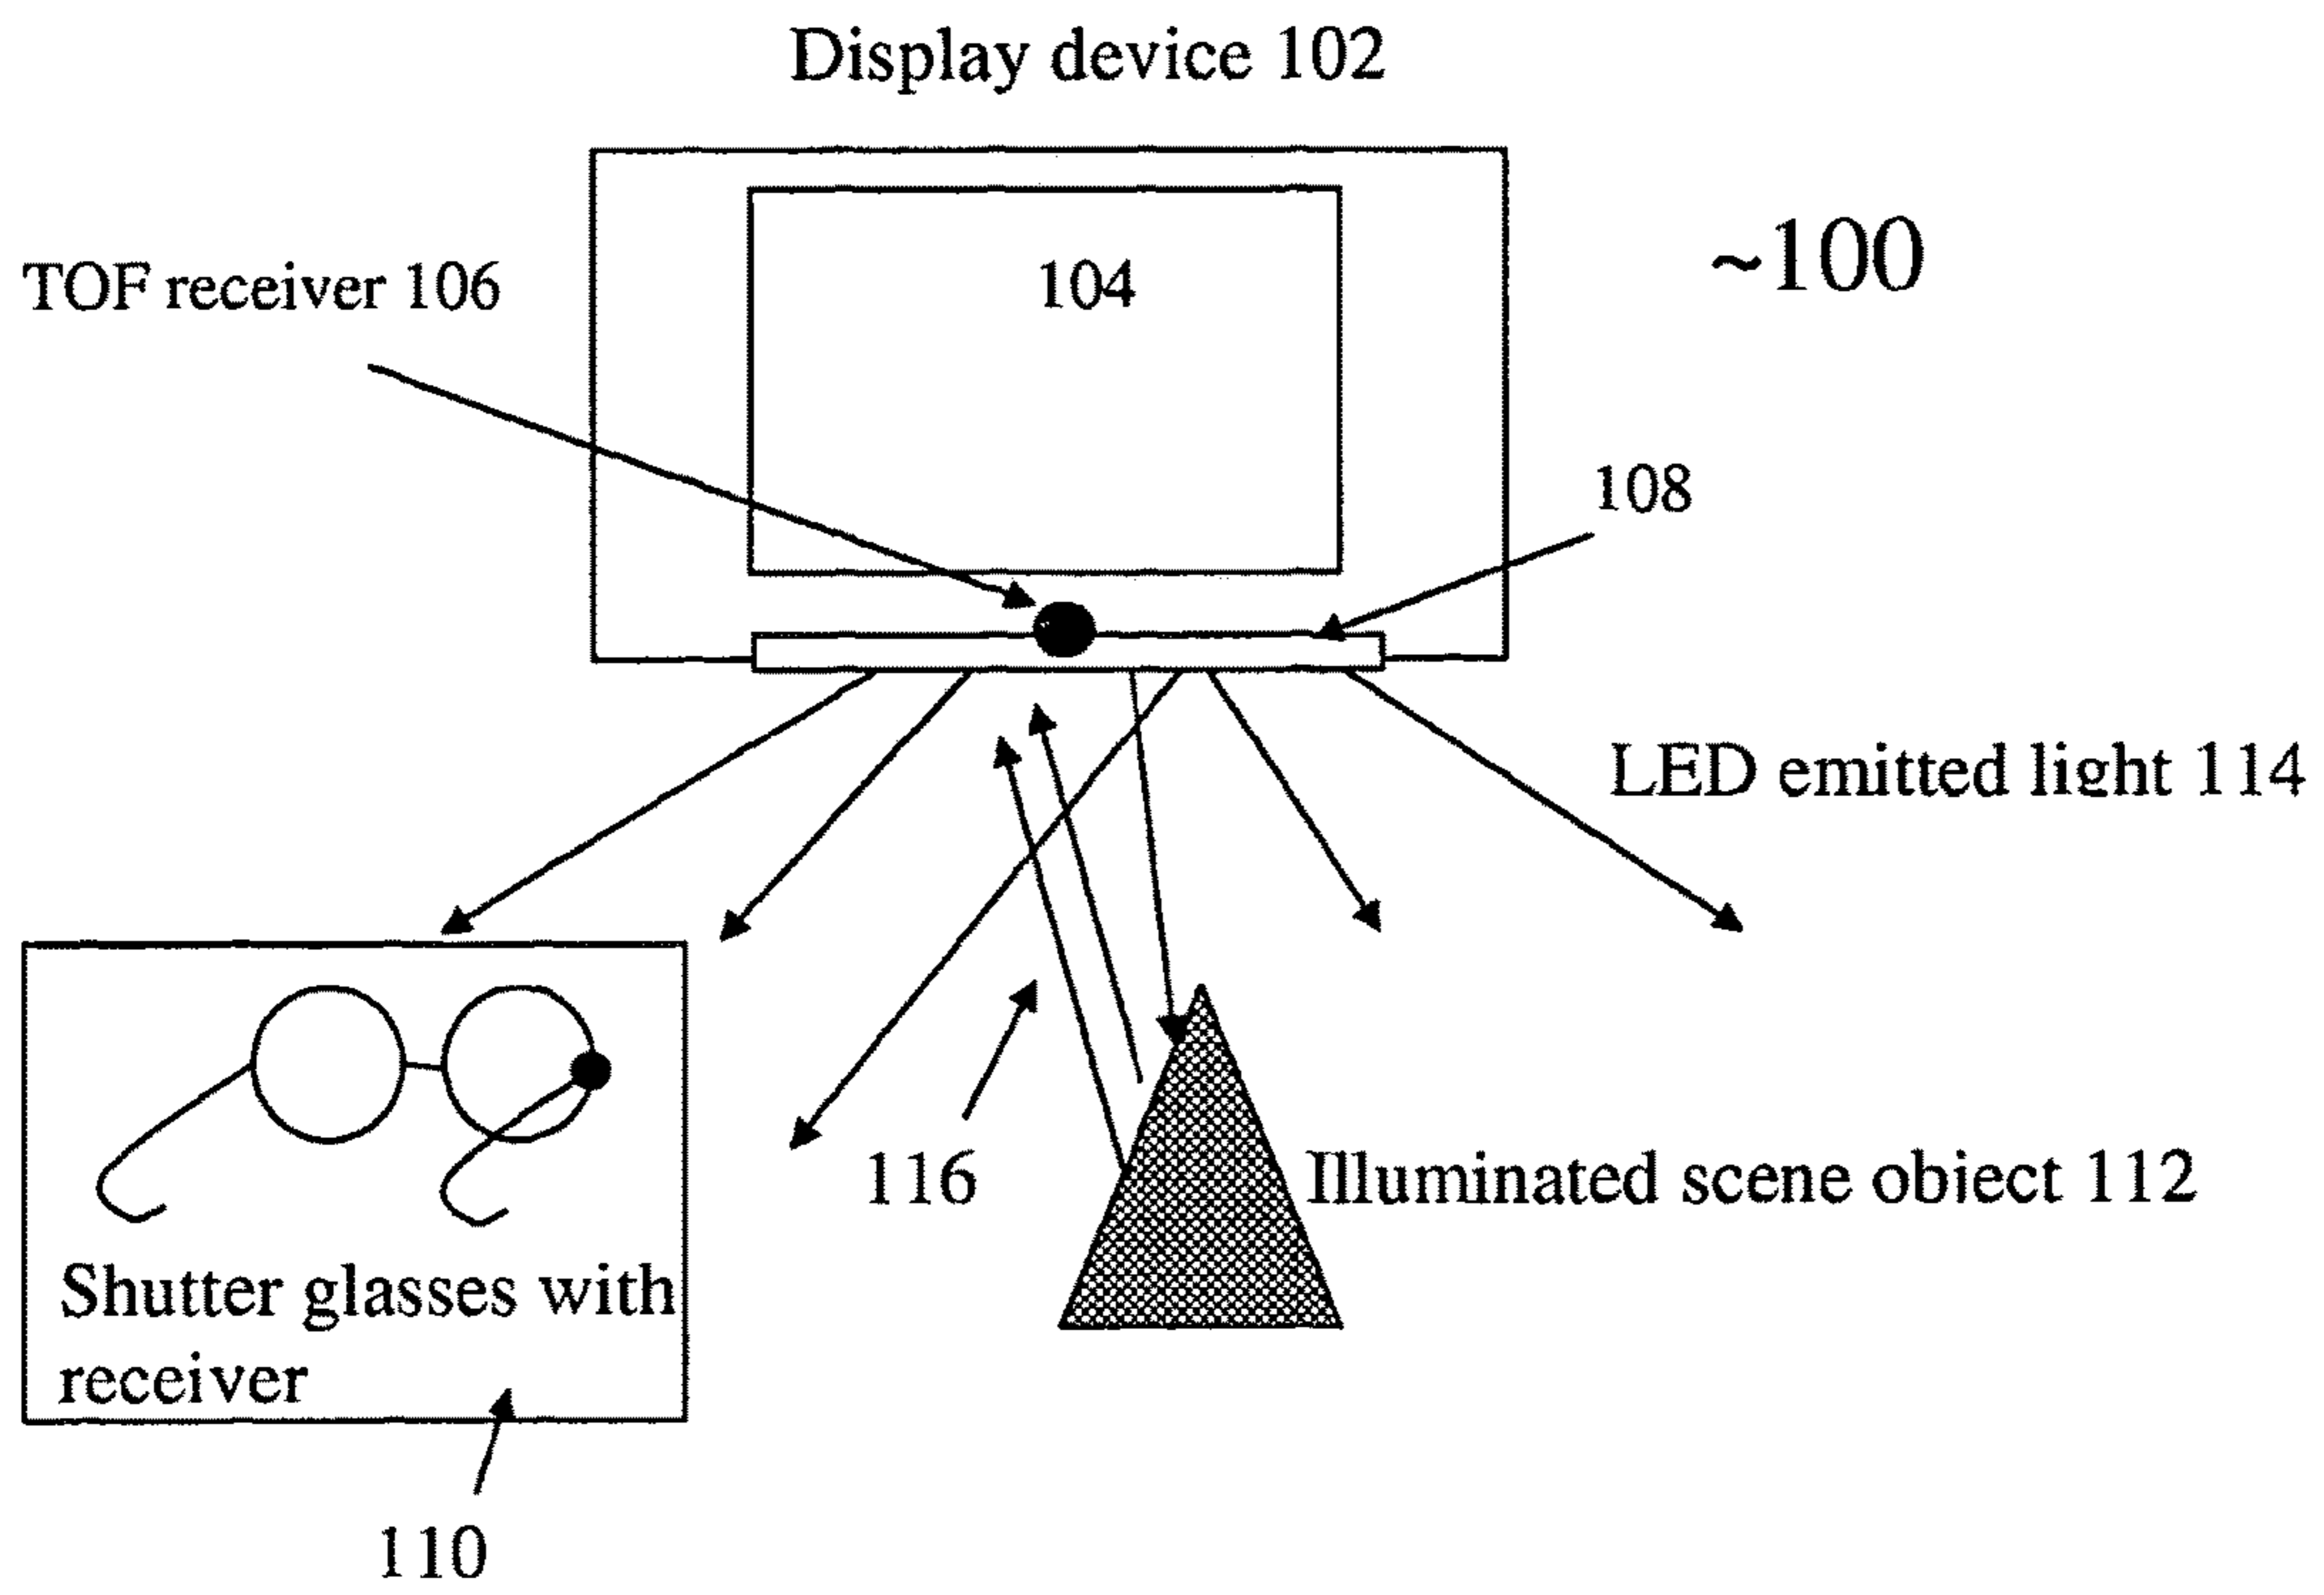 Display device 102
~100
TOF receiver 106
104
108
LED emitted light 114
116
Illuminated scene object 112
Shutter glasses with
receiver
110